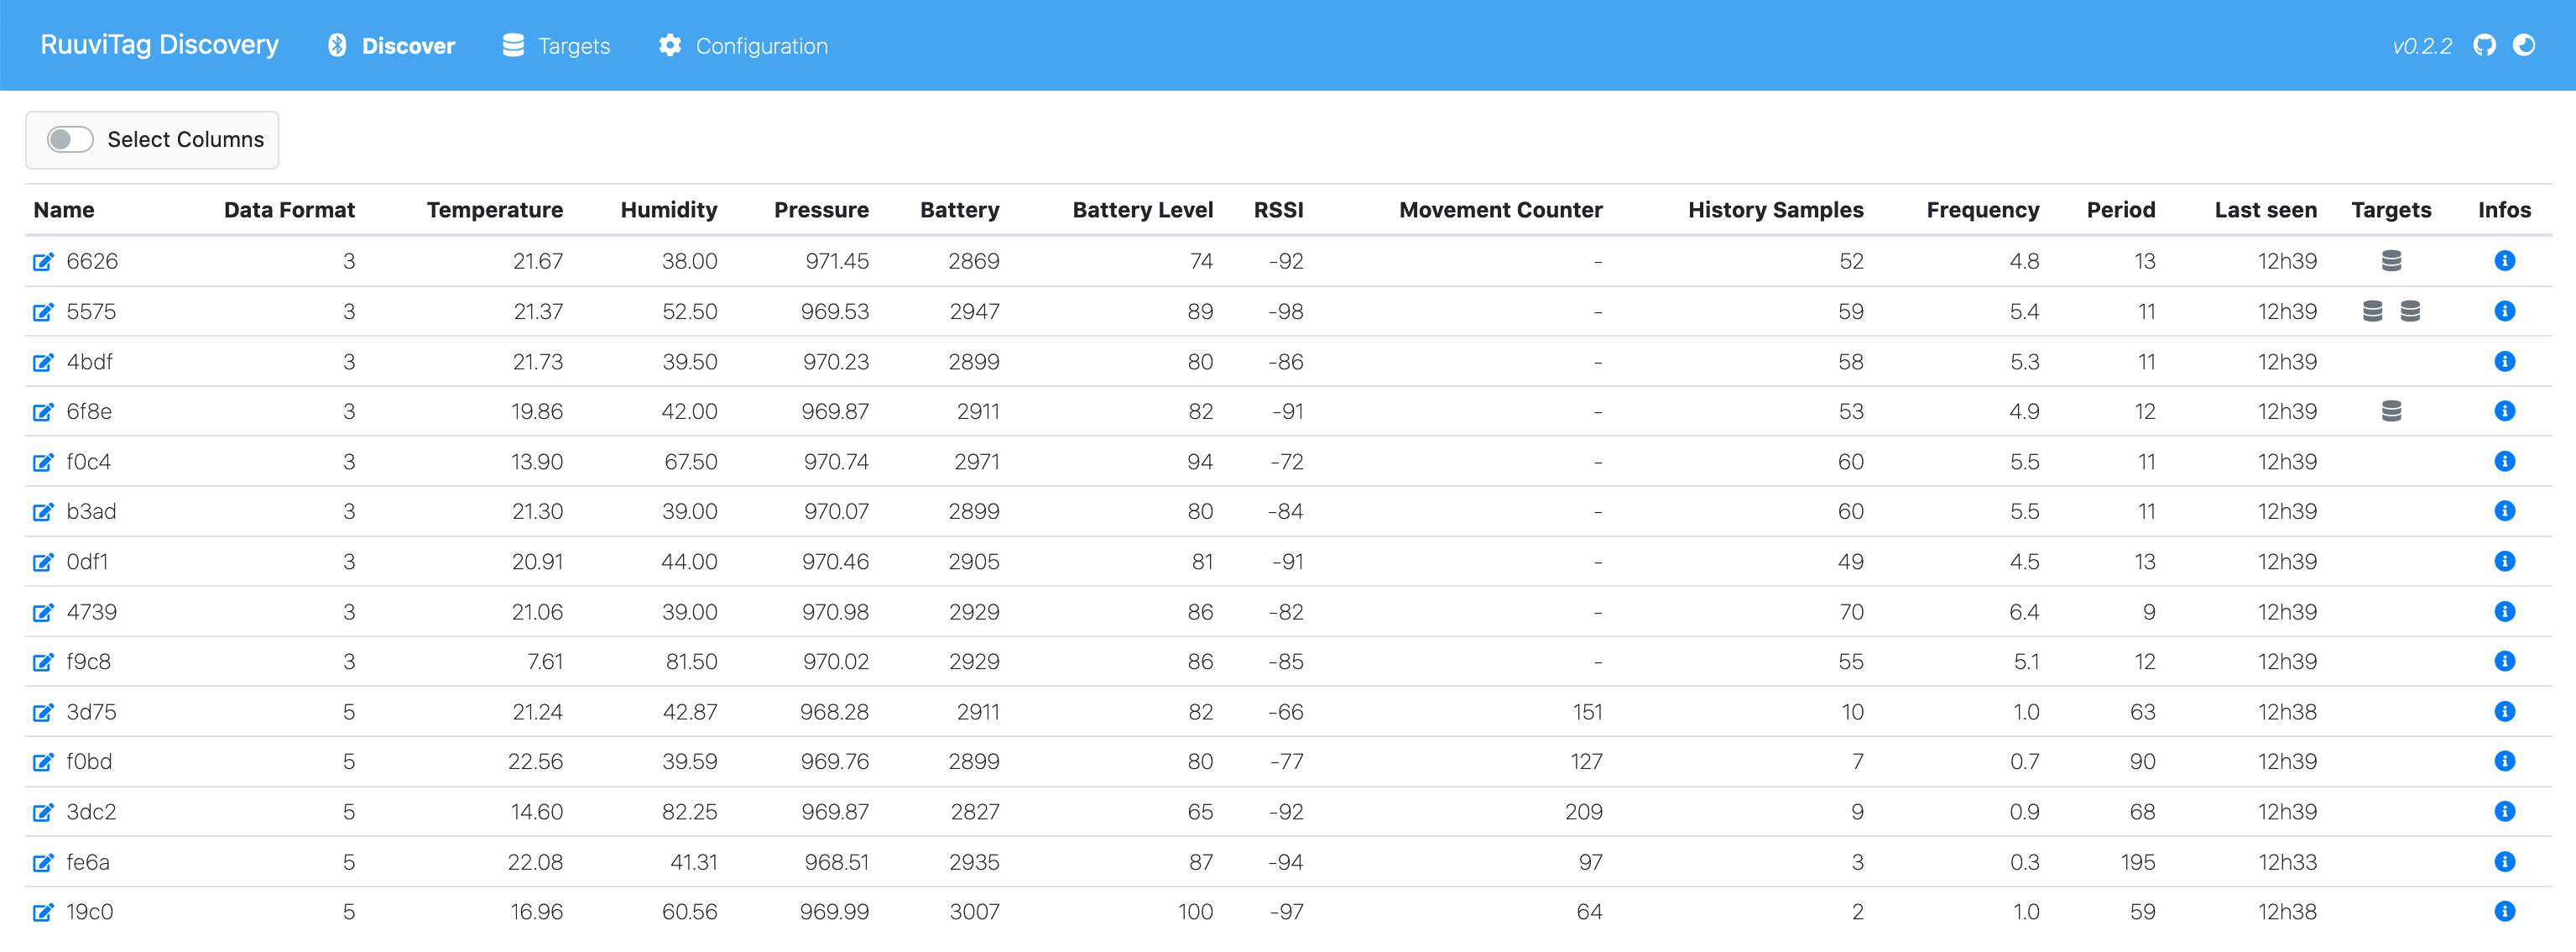 RuuviTag Discovery Discover Targets Configuration v0.2.2
Select Columns
Name Data Format Temperature Humidity Pressure Battery Battery Level RSSI Movement Counter History Samples Frequency Period Last seen Targets Infos
6626 3 21.67 38.00 971.45 2869 74 -92 - 52 4.8 13 12h39
5575 3 21.37 52.50 969.53 2947 89 -98 - 59 5.4 11 12h39
4bdf 3 21.73 39.50 970.23 2899 80 -86 - 58 5.3 11 12h39
6f8e 3 19.86 42.00 969.87 2911 82 -91 - 53 4.9 12 12h39
f0c4 3 13.90 67.50 970.74 2971 94 -72 - 60 5.5 11 12h39
b3ad 3 21.30 39.00 970.07 2899 80 -84 - 60 5.5 11 12h39
0df1 3 20.91 44.00 970.46 2905 81 -91 - 49 4.5 13 12h39
4739 3 21.06 39.00 970.98 2929 86 -82 - 70 6.4 9 12h39
f9c8 3 7.61 81.50 970.02 2929 86 -85 - 55 5.1 12 12h39
3d75 5 21.24 42.87 968.28 2911 82 -66 151 10 1.0 63 12h38
f0bd 5 22.56 39.59 969.76 2899 80 -77 127 7 0.7 90 12h39
3dc2 5 14.60 82.25 969.87 2827 65 -92 209 9 0.9 68 12h39
fe6a 5 22.08 41.31 968.51 2935 87 -94 97 3 0.3 195 12h33
19c0 5 16.96 60.56 969.99 3007 100 -97 64 2 1.0 59 12h38